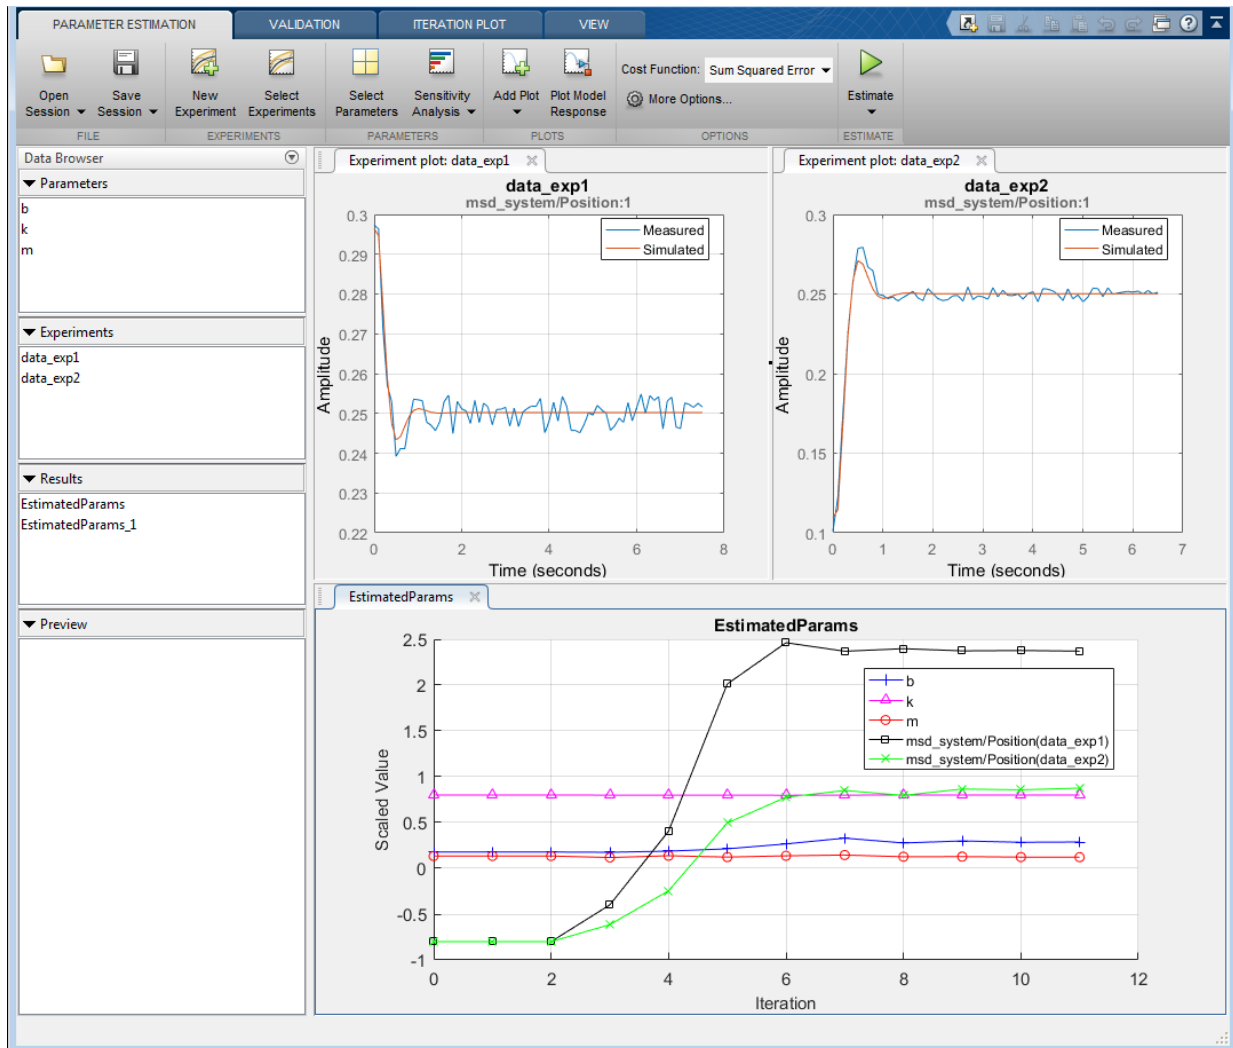 PARAMETER ESTIMATION VALIDATION ITERATION PLOT VIEW
Open Session Save Session New Experiment Select Experiments Select Parameters Sensitivity Analysis Add Plot Plot Model Response Cost Function: Sum Squared Error Estimate
More Options...
FILE EXPERIMENTS PARAMETERS PLOTS OPTIONS ESTIMATE
Data Browser
Parameters
b
k
m
Experiments
data_exp1
data_exp2
Results
EstimatedParams
EstimatedParams_1
Preview
Experiment plot: data_exp1
data_exp1
msd_system/Position:1
Measured
Simulated
0.3
0.29
0.28
0.27
0.26
0.25
0.24
0.23
0.22
Amplitude
0 2 4 6 8
Time (seconds)
Experiment plot: data_exp2
data_exp2
msd_system/Position:1
Measured
Simulated
0.3
0.25
0.2
0.15
0.1
Amplitude
0 1 2 3 4 5 6 7
Time (seconds)
EstimatedParams
EstimatedParams
2.5
2
1.5
1
0.5
0
-0.5
-1
Scaled Value
b
k
m
msd_system/Position(data_exp1)
msd_system/Position(data_exp2)
0 2 4 6 8 10 12
Iteration